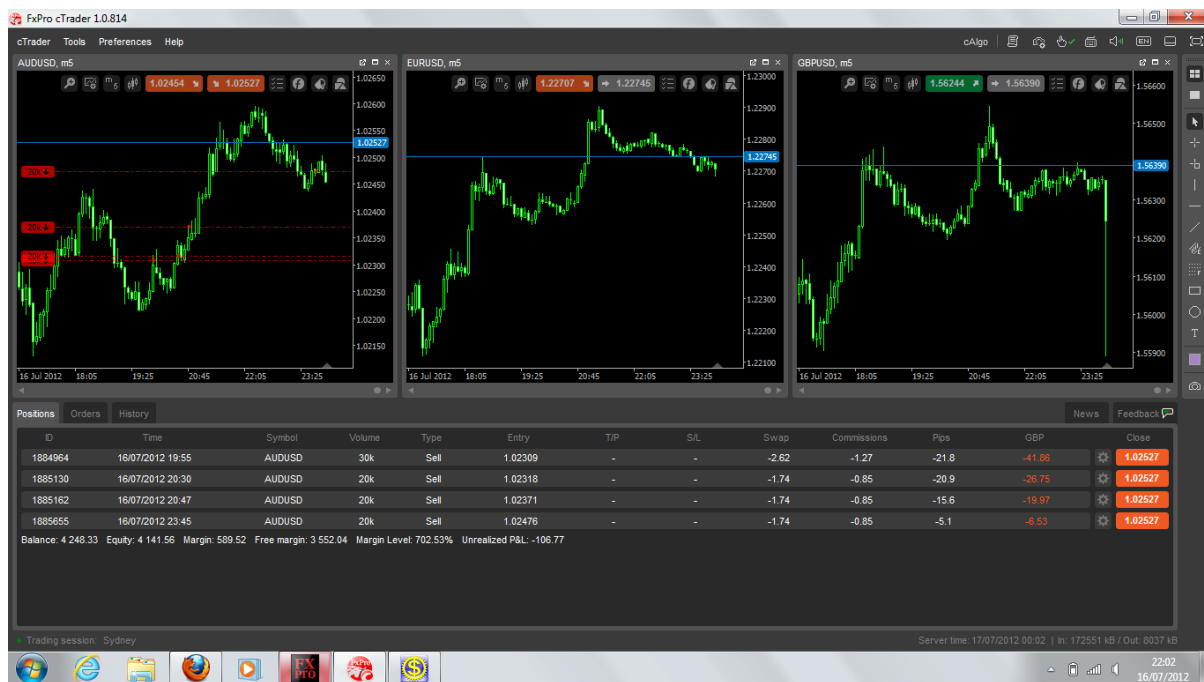 FxPro cTrader 1.0.814
cTrader Tools Preferences Help cAlgo EN
AUDUSD, m5
m5 1.02454 1.02527
1.02650
1.02600
1.02550
1.02527
1.02500
1.02450
1.02400
1.02350
1.02300
1.02250
1.02200
1.02150
20k
20k
16 Jul 2012 18:05 19:25 20:45 22:05 23:25
EURUSD, m5
m5 1.22707 1.22745
1.23000
1.22900
1.22800
1.22745
1.22700
1.22600
1.22500
1.22400
1.22300
1.22200
1.22100
16 Jul 2012 18:05 19:25 20:45 22:05 23:25
GBPUSD, m5
m5 1.56244 1.56390
1.56600
1.56500
1.56390
1.56300
1.56200
1.56100
1.56000
1.55900
16 Jul 2012 18:05 19:25 20:45 22:05 23:25
Positions Orders History News Feedback
ID Time Symbol Volume Type Entry T/P S/L Swap Commissions Pips GBP Close
1884964 16/07/2012 19:55 AUDUSD 30k Sell 1.02309 - - -2.62 -1.27 -21.8 -41.86 1.02527
1885130 16/07/2012 20:30 AUDUSD 20k Sell 1.02318 - - -1.74 -0.85 -20.9 -26.75 1.02527
1885162 16/07/2012 20:47 AUDUSD 20k Sell 1.02371 - - -1.74 -0.85 -15.6 -19.97 1.02527
1885655 16/07/2012 23:45 AUDUSD 20k Sell 1.02476 - - -1.74 -0.85 -5.1 -6.53 1.02527
Balance: 4 248.33 Equity: 4 141.56 Margin: 589.52 Free margin: 3 552.04 Margin Level: 702.53% Unrealized P&L: -106.77
Trading session: Sydney Server time: 17/07/2012 00:02 | In: 172551 kB / Out: 8037 kB
FX PRO
FxPro
22:02
16/07/2012